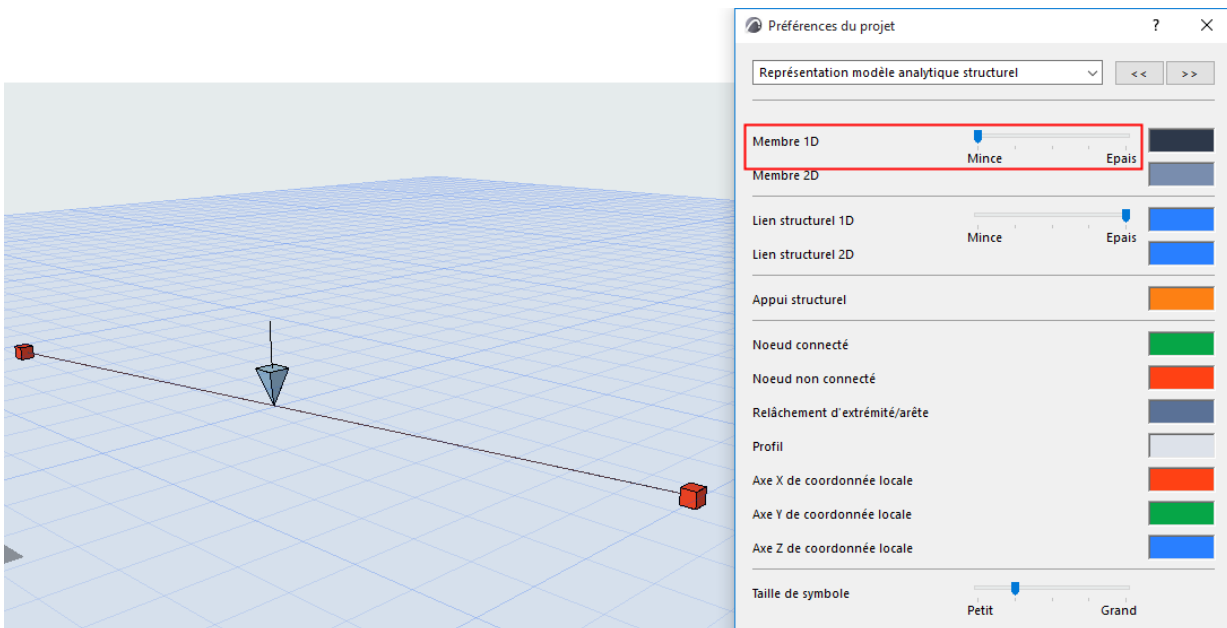 Préférences du projet ? ×
Représentation modèle analytique structurel << >>
Membre 1D
Mince Epais
Membre 2D
Lien structurel 1D
Mince Epais
Lien structurel 2D
Appui structurel
Noeud connecté
Noeud non connecté
Relâchement d'extrémité/arête
Profil
Axe X de coordonnée locale
Axe Y de coordonnée locale
Axe Z de coordonnée locale
Taille de symbole
Petit Grand